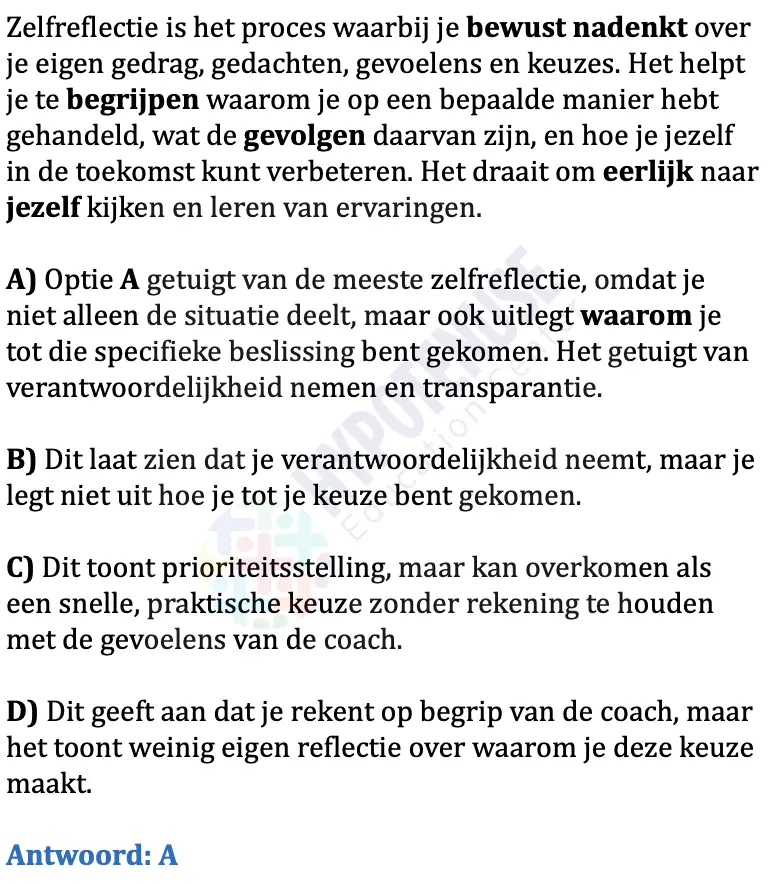 Zelfreflectie is het proces waarbij je bewust nadenkt over
je eigen gedrag, gedachten, gevoelens en keuzes. Het helpt
je te begrijpen waarom je op een bepaalde manier hebt
gehandeld, wat de gevolgen daarvan zijn, en hoe je jezelf
in de toekomst kunt verbeteren. Het draait om eerlijk naar
jezelf kijken en leren van ervaringen.
A) Optie A getuigt van de meeste zelfreflectie, omdat je
niet alleen de situatie deelt, maar ook uitlegt waarom je
tot die specifieke beslissing bent gekomen. Het getuigt van
verantwoordelijkheid nemen en transparantie.
B) Dit laat zien dat je verantwoordelijkheid neemt, maar je
legt niet uit hoe je tot je keuze bent gekomen.
C) Dit toont prioriteitsstelling, maar kan overkomen als
een snelle, praktische keuze zonder rekening te houden
met de gevoelens van de coach.
D) Dit geeft aan dat je rekent op begrip van de coach, maar
het toont weinig eigen reflectie over waarom je deze keuze
maakt.
Antwoord: A
HYPOTENUSE
Education Center